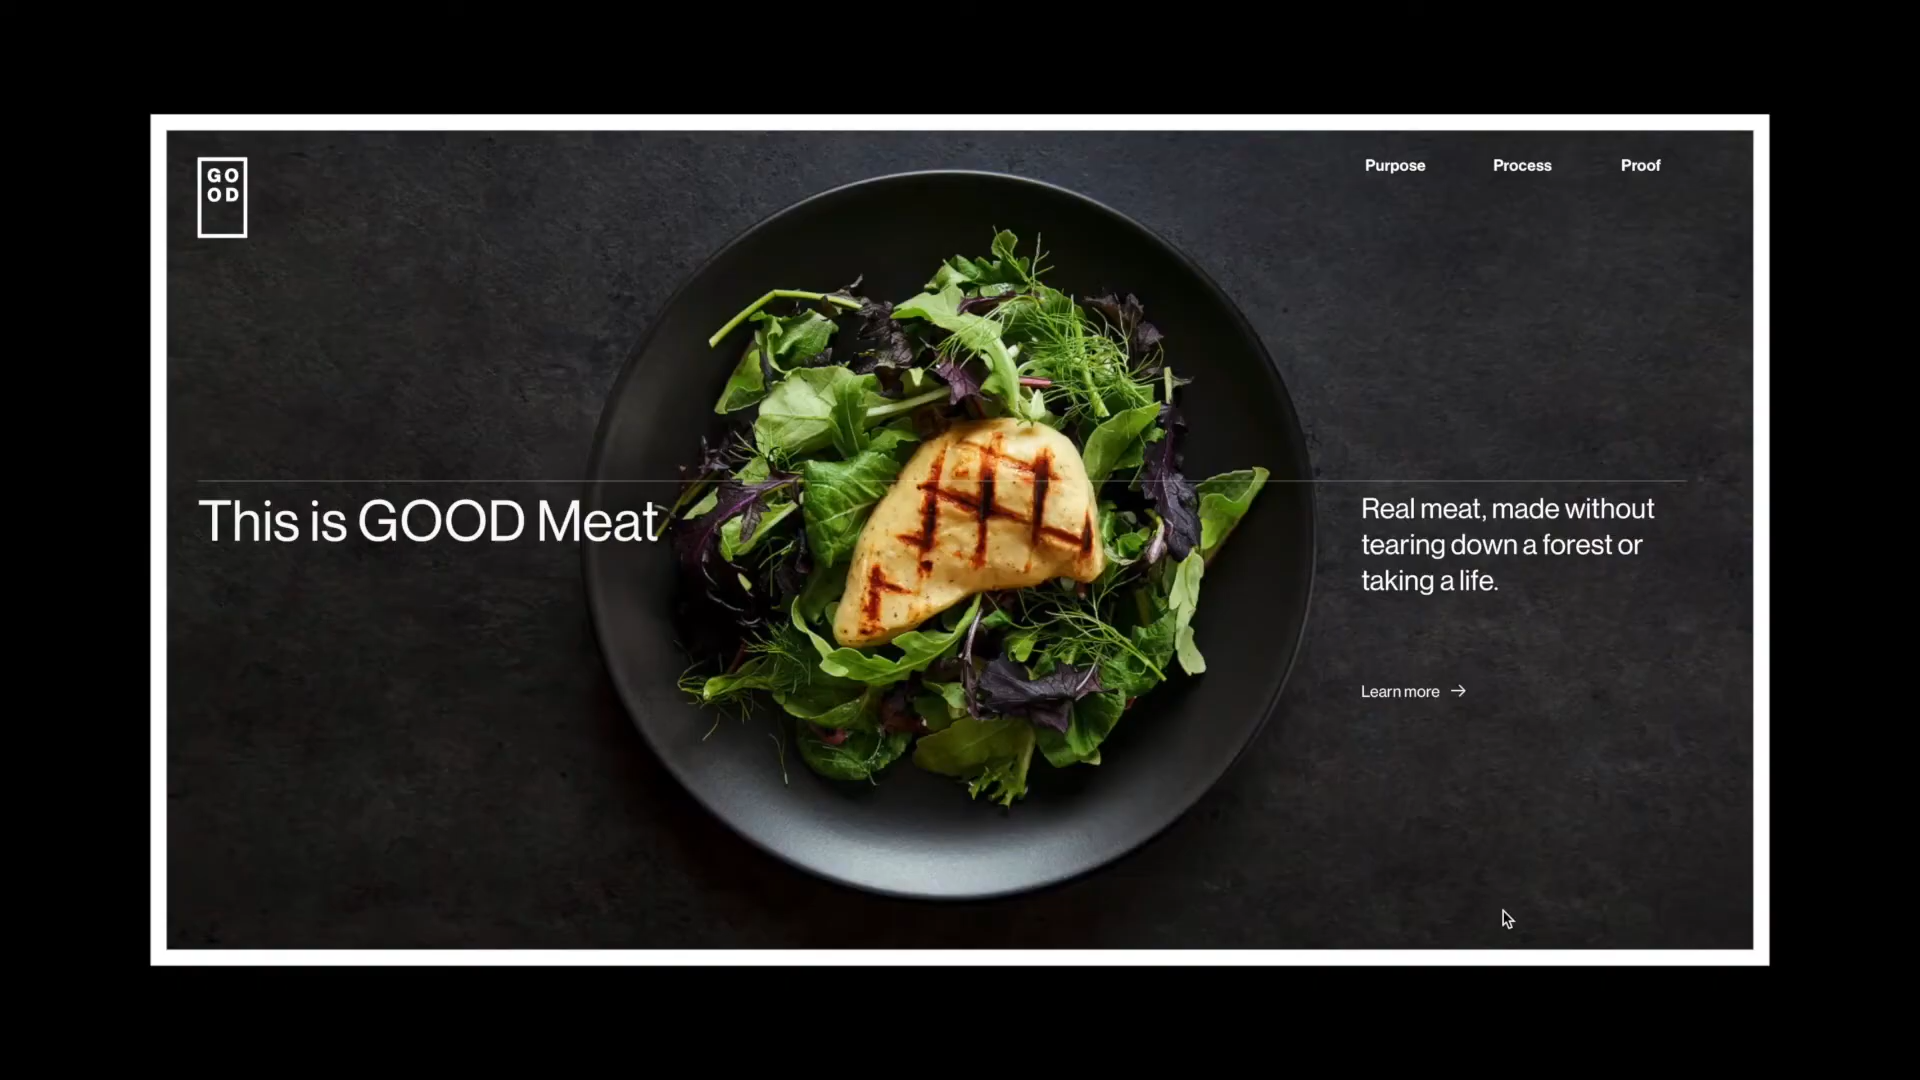 GO
OD
Purpose
Process
Proof
This is GOOD Meat
Real meat, made without
tearing down a forest or
taking a life.
Learn more